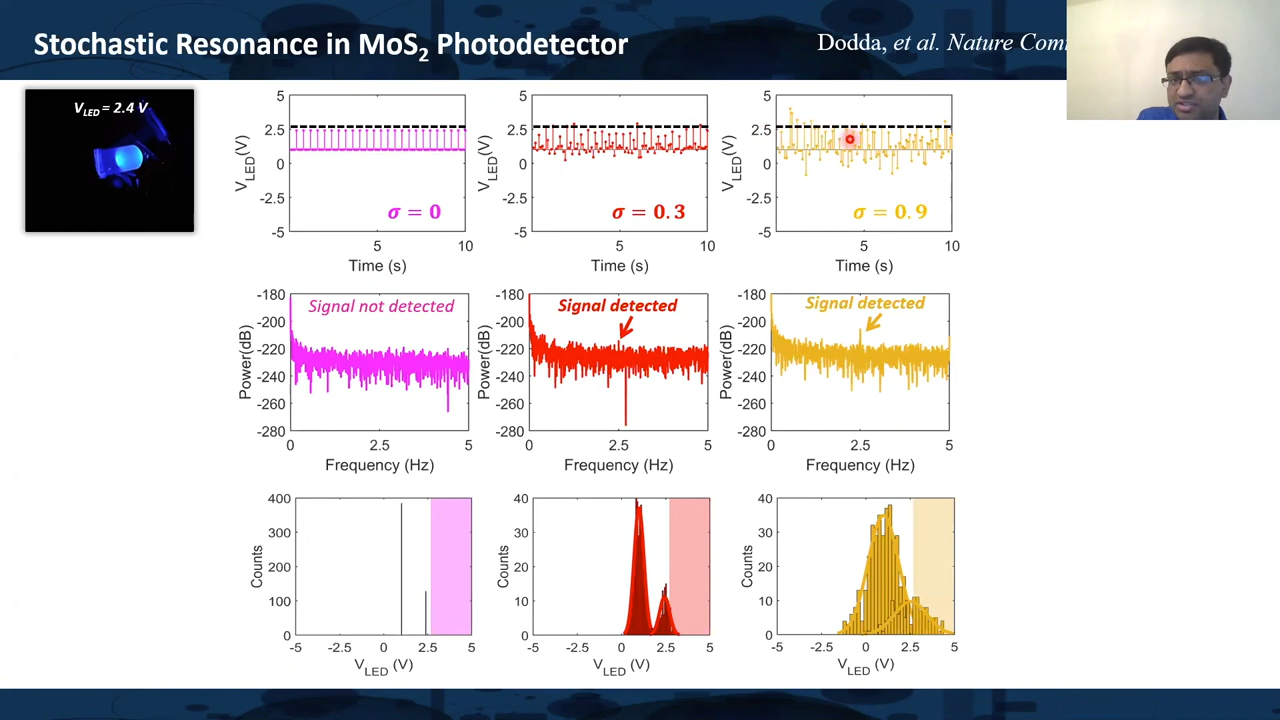 Stochastic Resonance in MoS2 Photodetector
Dodda, et al. Nature
VLED = 2.4 V
5
2.5
0
-2.5
-5
VLED(V)
σ = 0
5
10
Time (s)
5
2.5
0
-2.5
-5
VLED(V)
σ = 0.3
5
10
Time (s)
5
2.5
0
-2.5
-5
VLED(V)
σ = 0.9
5
10
Time (s)
-180
-200
-220
-240
-260
-280
Power(dB)
Signal not detected
0
2.5
5
Frequency (Hz)
-180
-200
-220
-240
-260
-280
Power(dB)
Signal detected
0
2.5
5
Frequency (Hz)
-180
-200
-220
-240
-260
-280
Power(dB)
Signal detected
0
2.5
5
Frequency (Hz)
400
300
200
100
0
Counts
-5
-2.5
0
2.5
5
VLED (V)
40
30
20
10
0
Counts
-5
-2.5
0
2.5
5
VLED (V)
40
30
20
10
0
Counts
-5
-2.5
0
2.5
5
VLED (V)